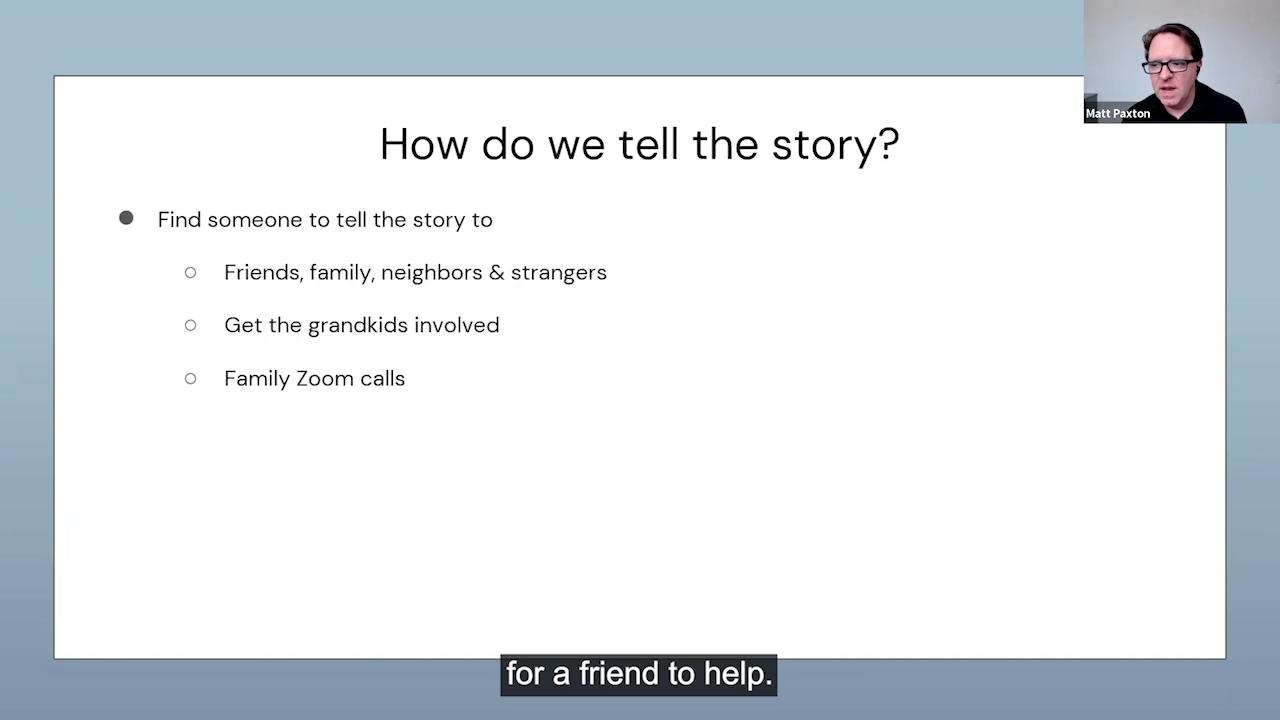 Matt Paxton
How do we tell the story?
Find someone to tell the story to
Friends, family, neighbors & strangers
Get the grandkids involved
Family Zoom calls
for a friend to help.